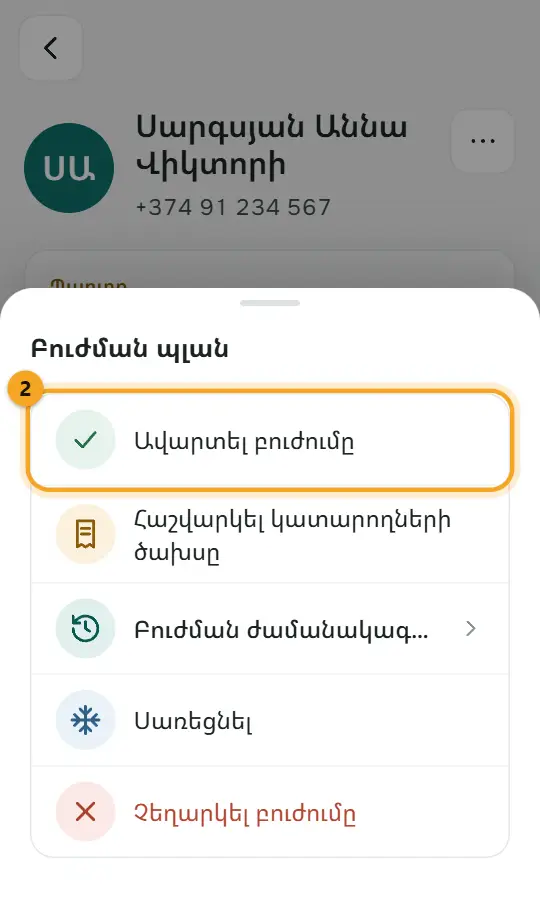 Սարգսյան Աննա
Վիկտորի
ՍԱ
+374 91 234 567
Բուժման պլան
2
Ավարտել բուժումը
Հաշվարկել կատարողների
ծախսը
Բուժման ժամանակագ...
Սառեցնել
Չեղարկել բուժումը